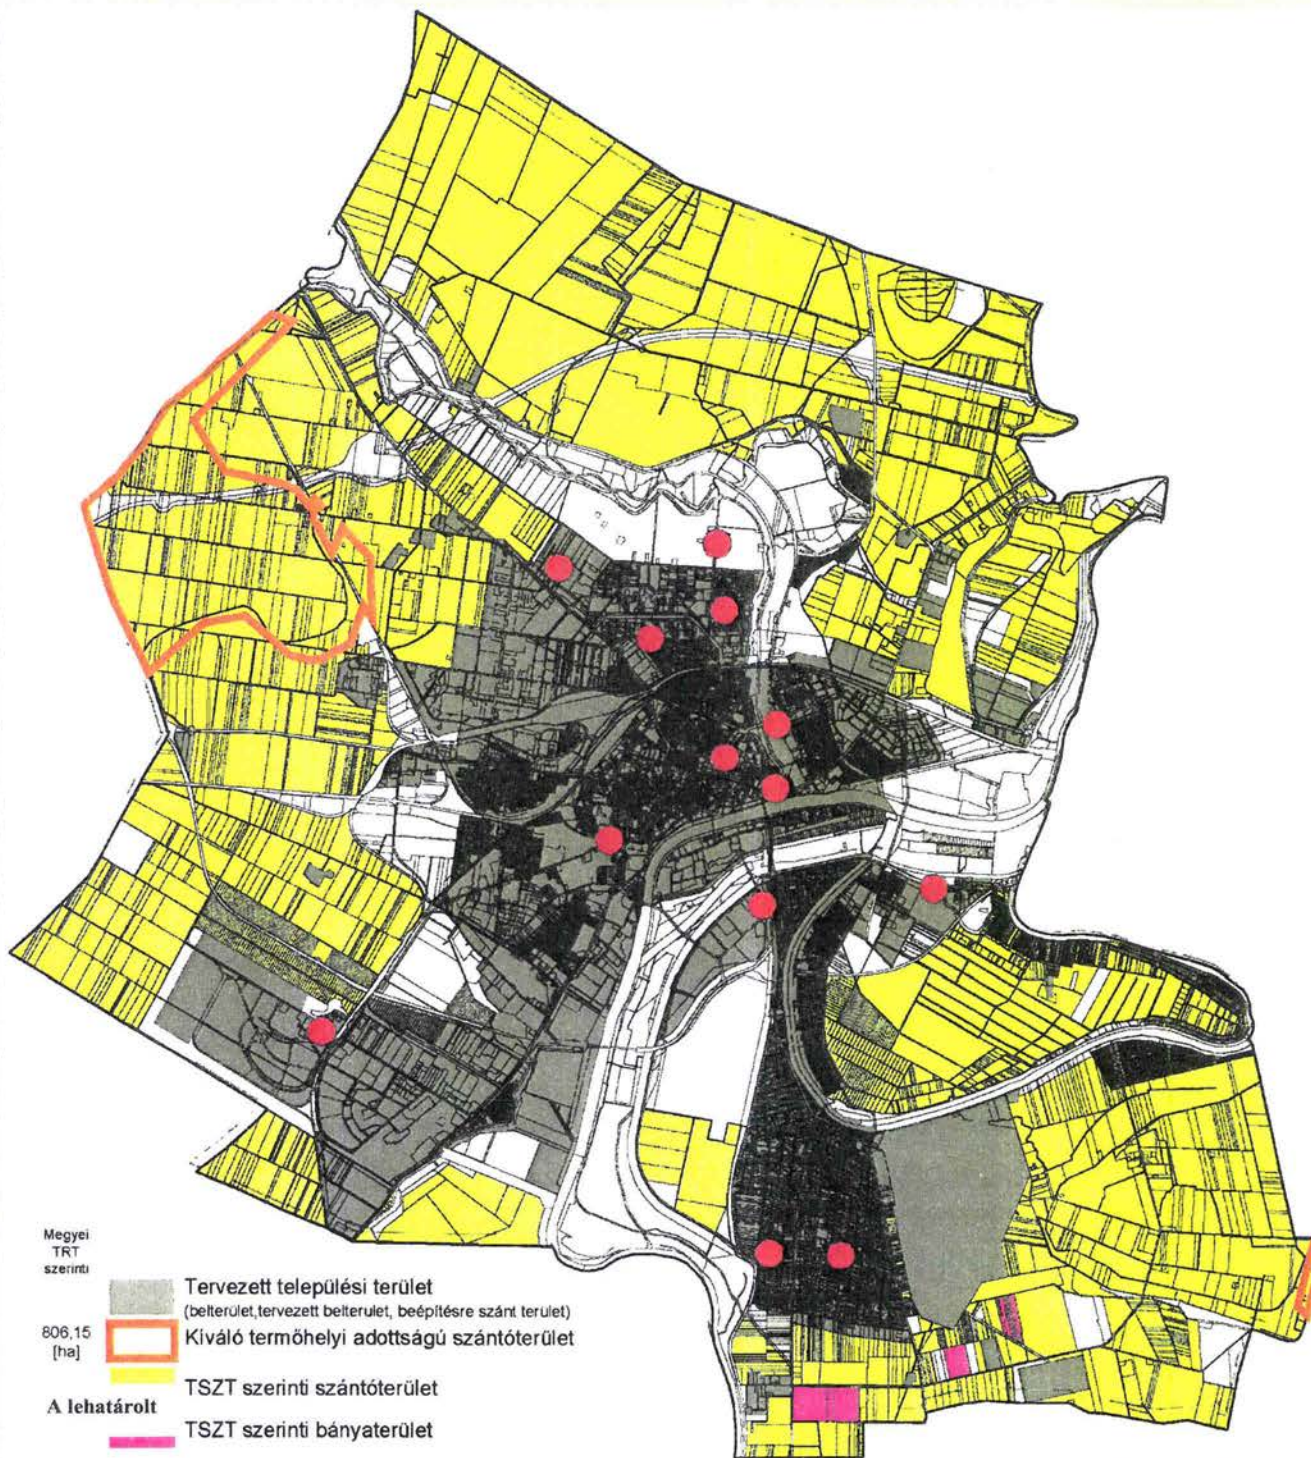 Megyei
TRT
szerinti
Tervezett települési terület
(belterület,tervezett belterulet, beépítésre szánt terület)
806,15
[ha]
Kiváló termőhelyi adottságú szántóterület
TSZT szerinti szántóterület
A lehatárolt
TSZT szerinti bányaterület